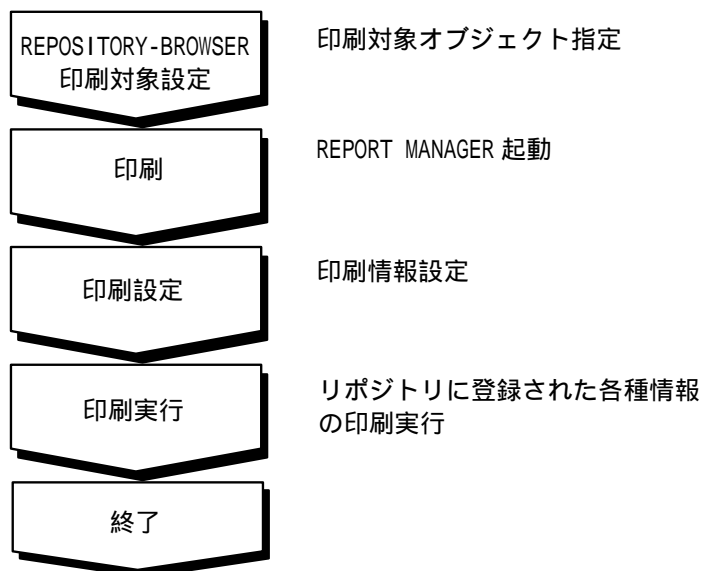 REPOSITORY-BROWSER
印刷対象設定
印刷対象オブジェクト指定
印刷
REPORT MANAGER 起動
印刷設定
印刷情報設定
印刷実行
リポジトリに登録された各種情報
の印刷実行
終了